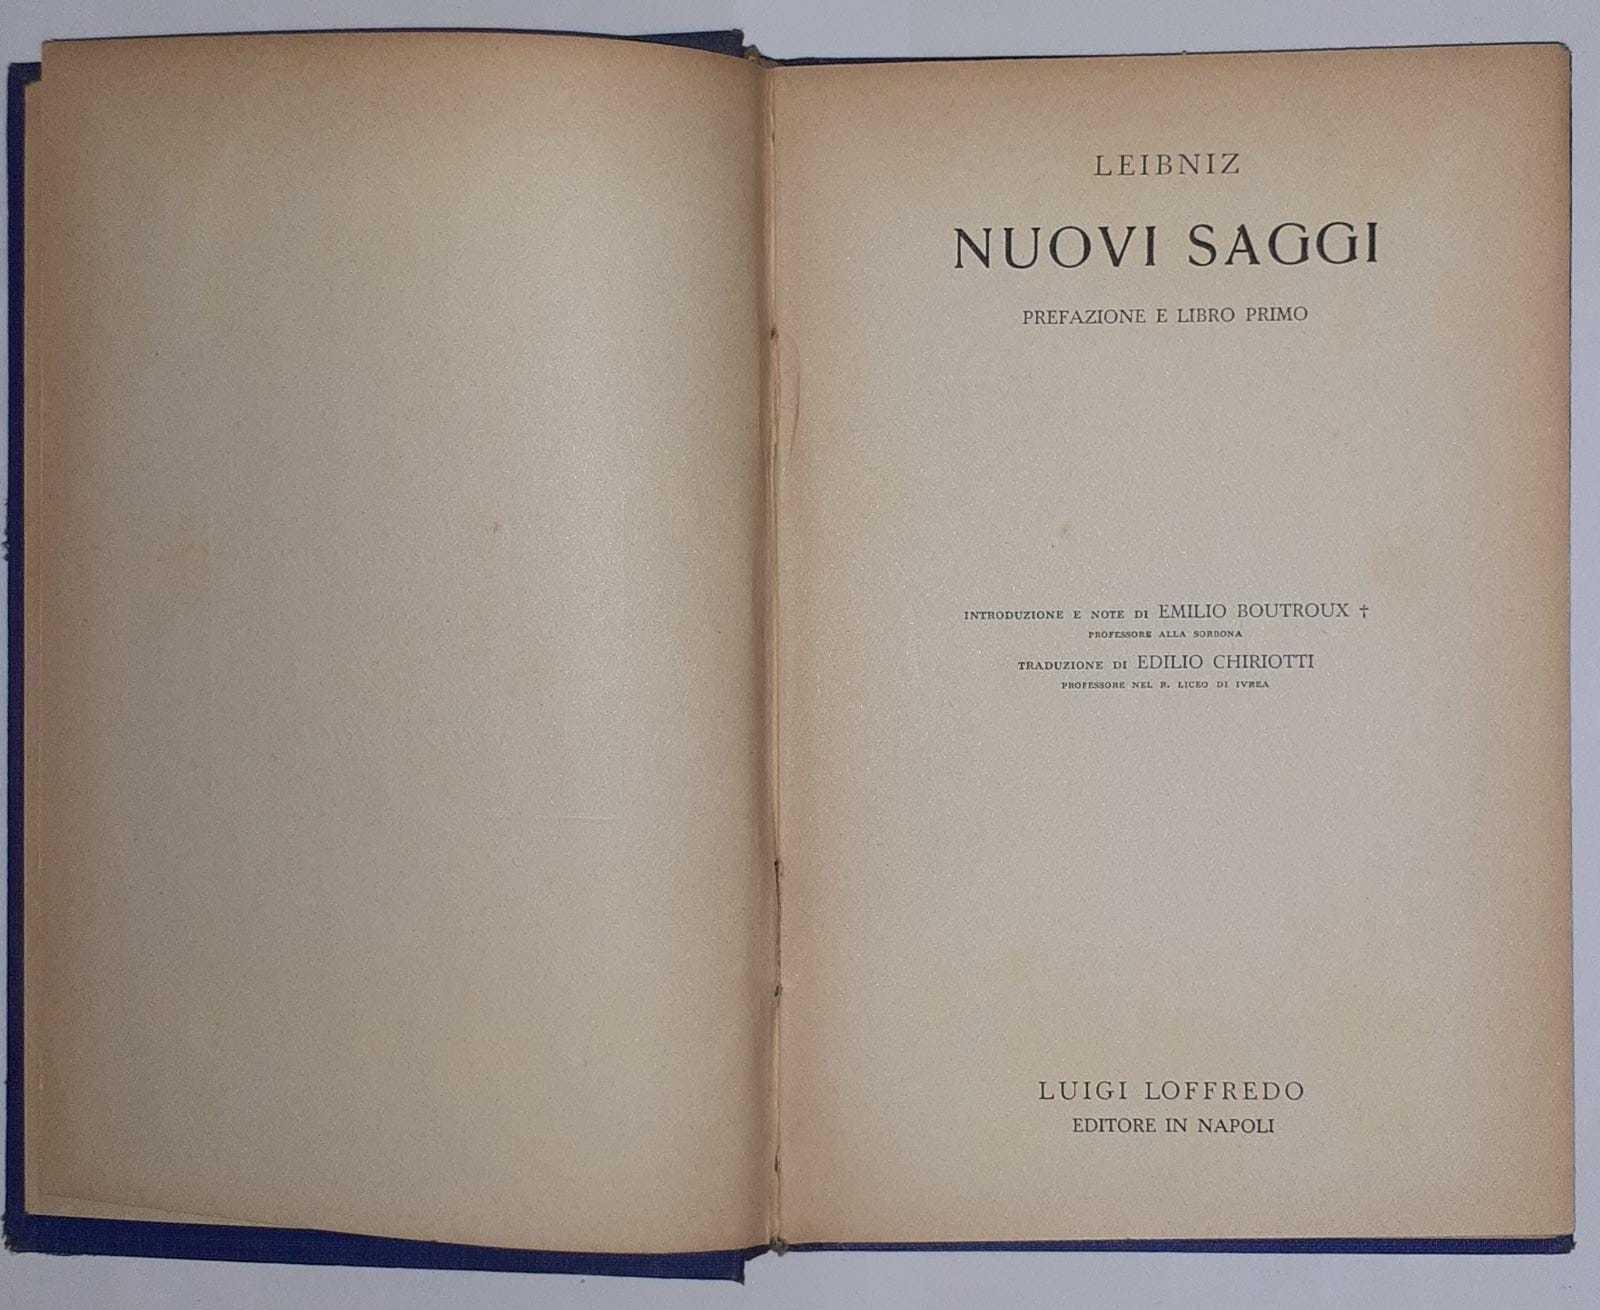 LEIBNIZ
NUOVI SAGGI
PREFAZIONE E LIBRO PRIMO
INTRODUZIONE E NOTE DI EMILIO BOUTROUX †
PROFESSORE ALLA SORBONA
TRADUZIONE DI EDILIO CHIRIOTTI
PROFESSORE NEL R. LICEO DI IVREA
LUIGI LOFFREDO
EDITORE IN NAPOLI